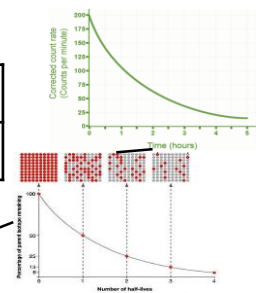 Corrected count rate
(Counts per minute)
200
175
150
125
100
75
50
25
0
0 1 2 3 4 5
Time (hours)
Percentage of parent isotope remaining
100
50
25
0 1 2 3 4
Number of half-lives